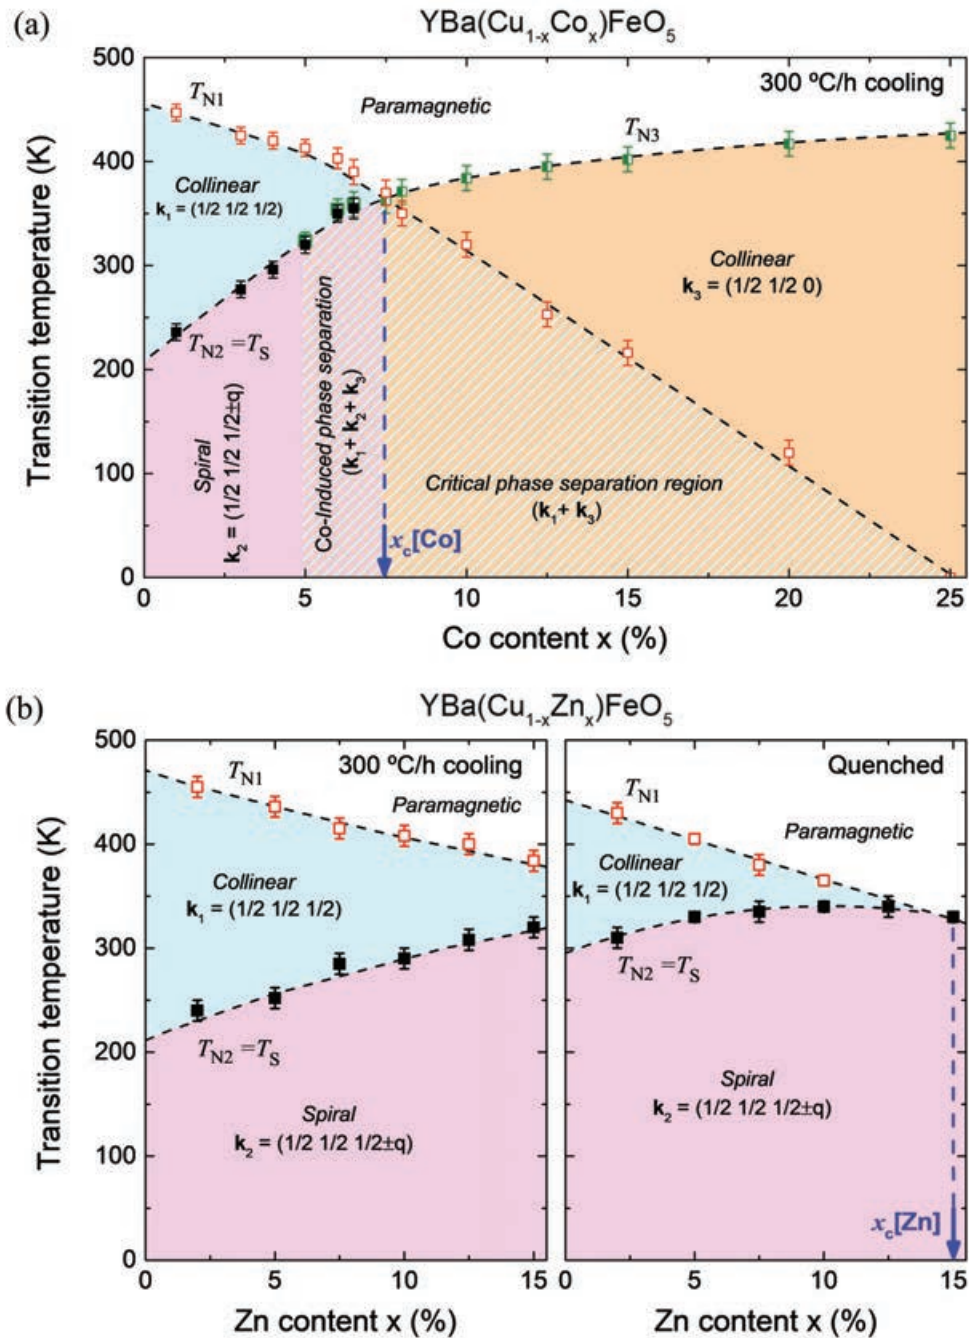 (a)
YBa(Cu1-xCox)FeO5
500
400
300
200
100
0
Transition temperature (K)
TN1
Paramagnetic
300 ºC/h cooling
TN3
Collinear
k1 = (1/2 1/2 1/2)
Collinear
k3 = (1/2 1/2 0)
TN2 =TS
Spiral
k2 = (1/2 1/2 1/2±q)
Co-Induced phase separation
(k1+ k2+ k3)
Critical phase separation region
(k1+ k3)
xc[Co]
0 5 10 15 20 25
Co content x (%)
(b)
YBa(Cu1-xZnx)FeO5
500
400
300
200
100
0
Transition temperature (K)
300 ºC/h cooling
TN1
Paramagnetic
Collinear
k1 = (1/2 1/2 1/2)
TN2 =TS
Spiral
k2 = (1/2 1/2 1/2±q)
0 5 10 15
Zn content x (%)
Quenched
TN1
Paramagnetic
Collinear
k1 = (1/2 1/2 1/2)
TN2 =TS
Spiral
k2 = (1/2 1/2 1/2±q)
xc[Zn]
0 5 10 15
Zn content x (%)